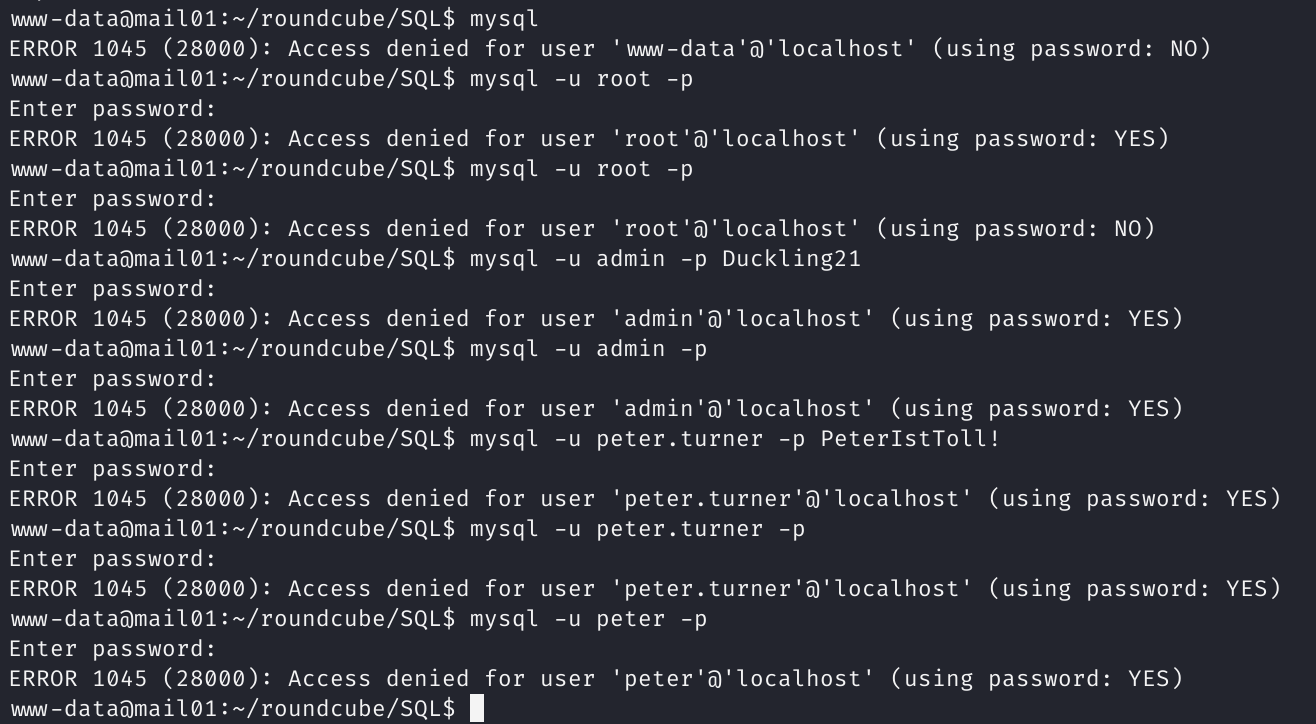 www-data@mail01:~/roundcube/SQL$ mysql
ERROR 1045 (28000): Access denied for user 'www-data'@'localhost' (using password: NO)
www-data@mail01:~/roundcube/SQL$ mysql -u root -p
Enter password:
ERROR 1045 (28000): Access denied for user 'root'@'localhost' (using password: YES)
www-data@mail01:~/roundcube/SQL$ mysql -u root -p
Enter password:
ERROR 1045 (28000): Access denied for user 'root'@'localhost' (using password: NO)
www-data@mail01:~/roundcube/SQL$ mysql -u admin -p Duckling21
Enter password:
ERROR 1045 (28000): Access denied for user 'admin'@'localhost' (using password: YES)
www-data@mail01:~/roundcube/SQL$ mysql -u admin -p
Enter password:
ERROR 1045 (28000): Access denied for user 'admin'@'localhost' (using password: YES)
www-data@mail01:~/roundcube/SQL$ mysql -u peter.turner -p PeterIstToll!
Enter password:
ERROR 1045 (28000): Access denied for user 'peter.turner'@'localhost' (using password: YES)
www-data@mail01:~/roundcube/SQL$ mysql -u peter.turner -p
Enter password:
ERROR 1045 (28000): Access denied for user 'peter.turner'@'localhost' (using password: YES)
www-data@mail01:~/roundcube/SQL$ mysql -u peter -p
Enter password:
ERROR 1045 (28000): Access denied for user 'peter'@'localhost' (using password: YES)
www-data@mail01:~/roundcube/SQL$